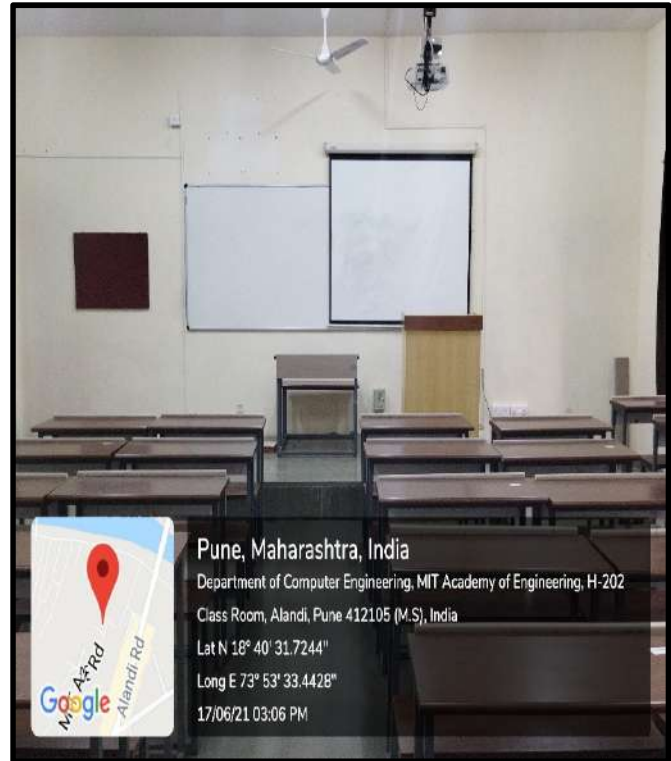 Pune, Maharashtra, India
Department of Computer Engineering, MIT Academy of Engineering, H-202
Class Room, Alandi, Pune 412105 (M.S), India
Lat N 18° 40' 31.7244"
Long E 73° 53' 33.4428"
17/06/21 03:06 PM
Rd
Alandi Rd
Google